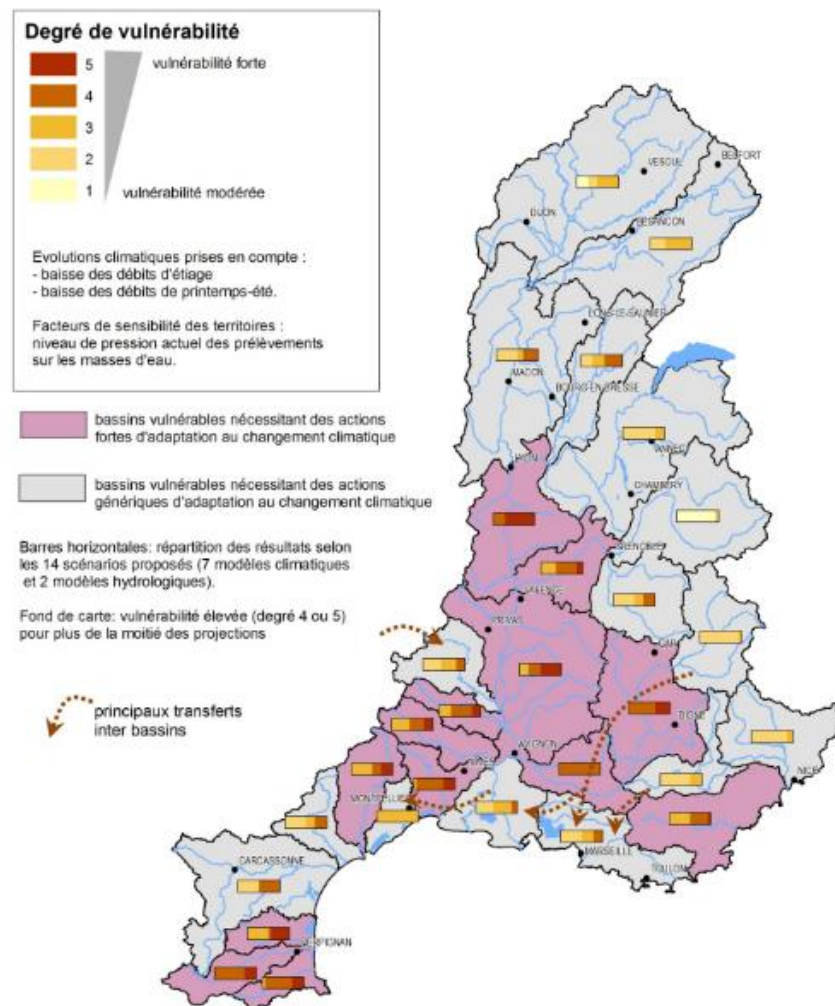 Degré de vulnérabilité
5 vulnérabilité forte
4
3
2
1 vulnérabilité modérée
Evolutions climatiques prises en compte :
- baisse des débits d'étiage
- baisse des débits de printemps-été.
Facteurs de sensibilité des territoires :
niveau de pression actuel des prélèvements
sur les masses d'eau.
bassins vulnérables nécessitant des actions
fortes d'adaptation au changement climatique
bassins vulnérables nécessitant des actions
génériques d'adaptation au changement climatique
Barres horizontales: répartition des résultats selon
les 14 scénarios proposés (7 modèles climatiques
et 2 modèles hydrologiques).
Fond de carte: vulnérabilité élevée (degré 4 ou 5)
pour plus de la moitié des projections
principaux transferts
inter bassins
BELFORT
VESOUL
DIJON
BESANCON
LONS-LE-SAUNIER
MACON
BOURG-EN-BRESSE
ANNEC
LYON
CHAMBERY
GRENOBLE
VALENCE
PRIVAS
GAP
DIGNE
AVIGNON
NIMES
NICE
MONTPELLIER
MARSEILLE
TOULON
CARCASSONNE
PERPIGNAN